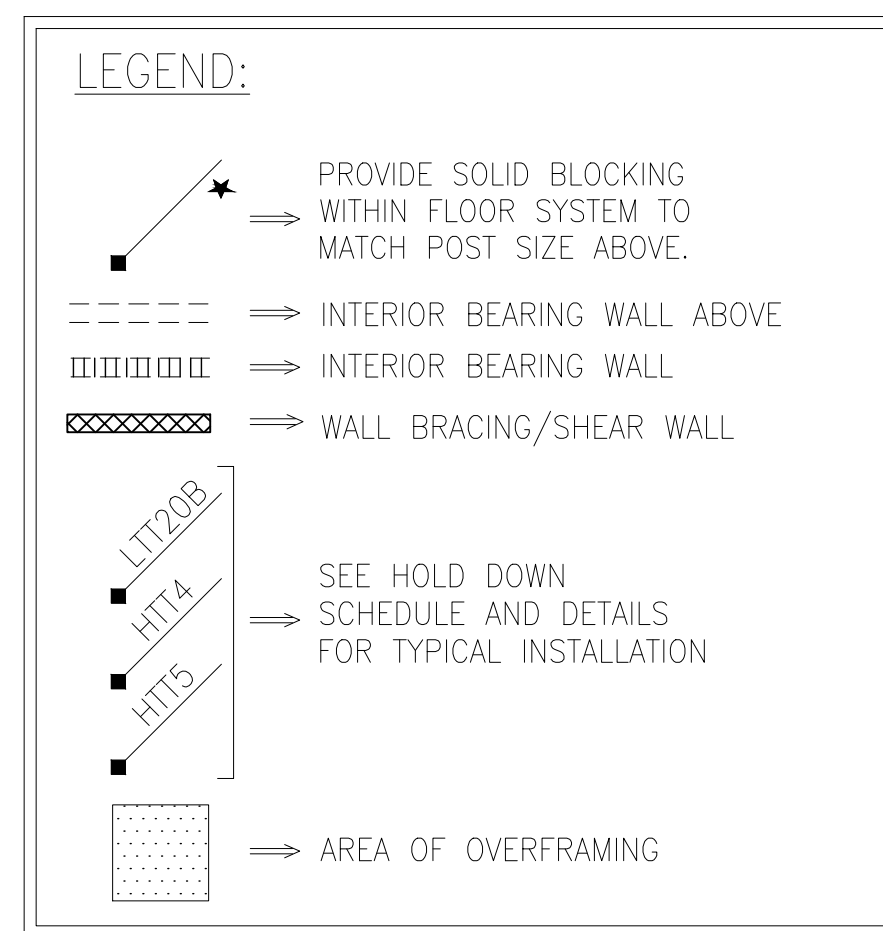 LEGEND:
PROVIDE SOLID BLOCKING
WITHIN FLOOR SYSTEM TO
MATCH POST SIZE ABOVE.
INTERIOR BEARING WALL ABOVE
INTERIOR BEARING WALL
WALL BRACING/SHEAR WALL
LTT20B
HTT4
HTT5
SEE HOLD DOWN
SCHEDULE AND DETAILS
FOR TYPICAL INSTALLATION
AREA OF OVERFRAMING